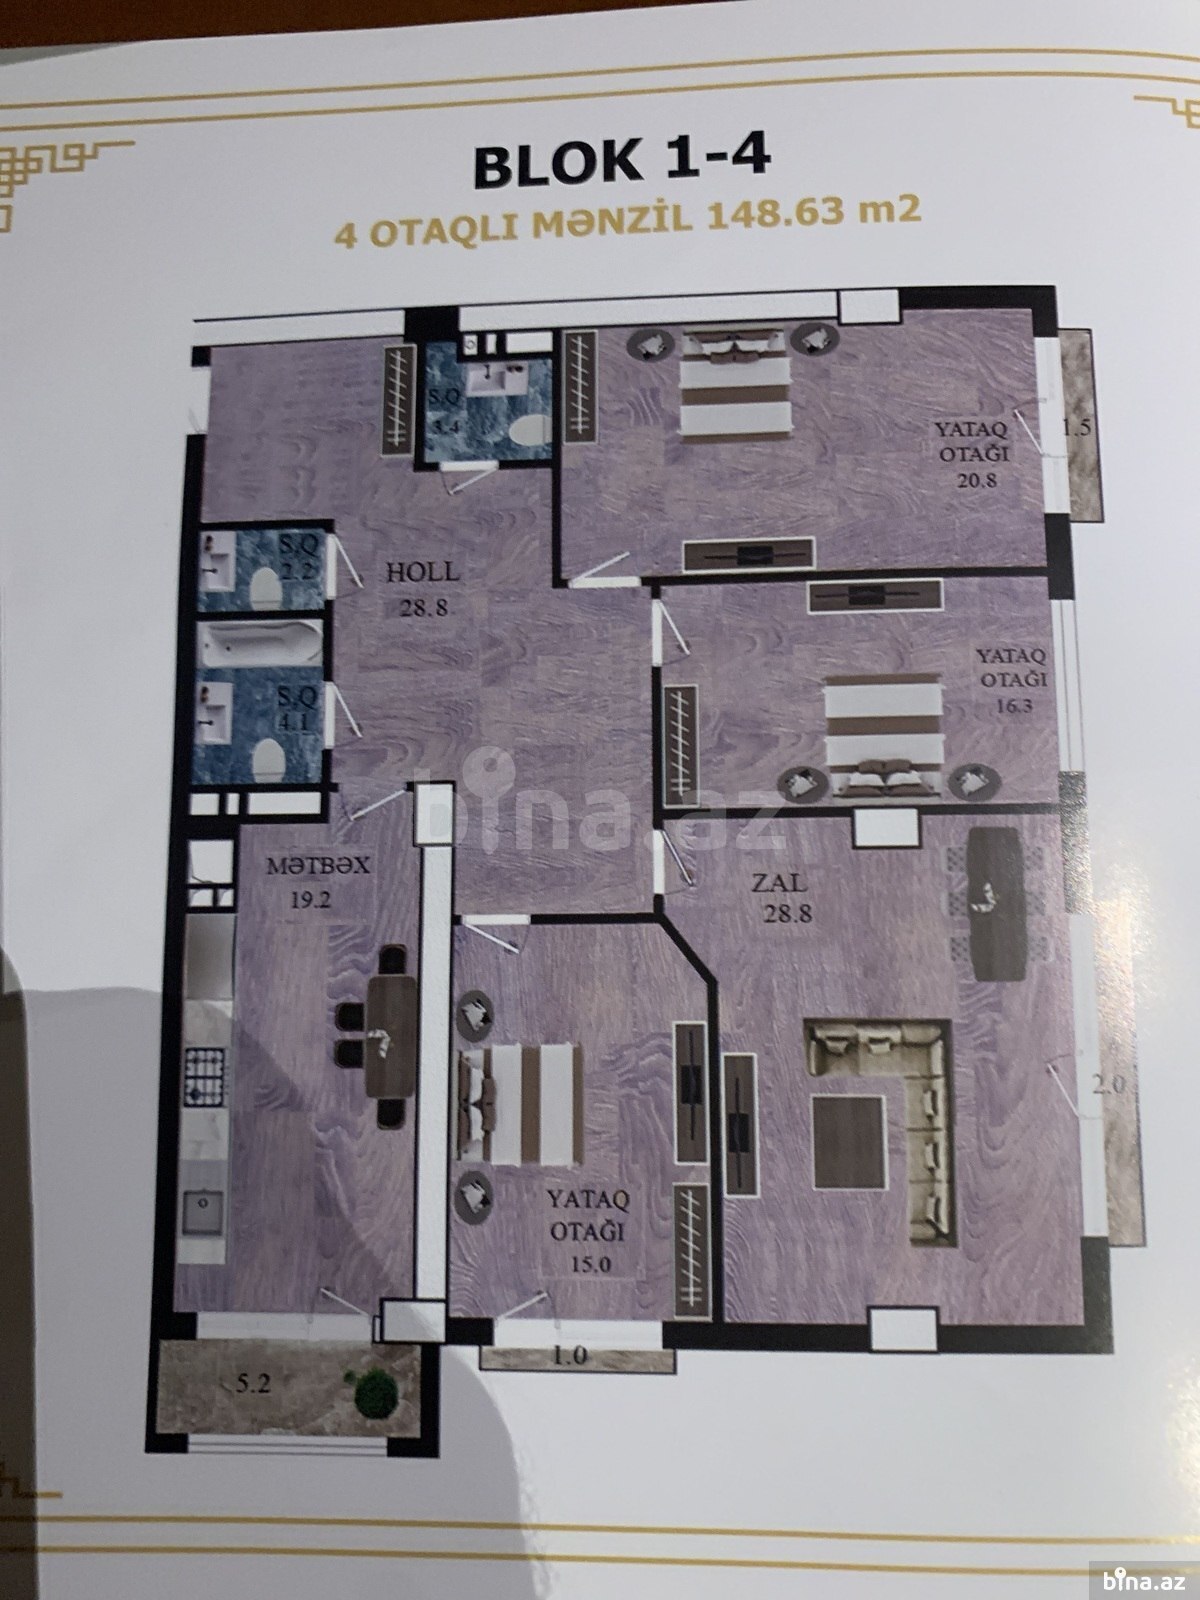 BLOK 1-4
4 OTAQLI MƏNZİL 148.63 m2
S.Q
3.4
YATAQ
OTAĞI
20.8
1.5
S.Q
2.2
HOLL
28.8
YATAQ
OTAĞI
16.3
S.Q
4.1
bina.az
MƏTBƏX
19.2
ZAL
28.8
2.0
YATAQ
OTAĞI
15.0
1.0
5.2
bina.az